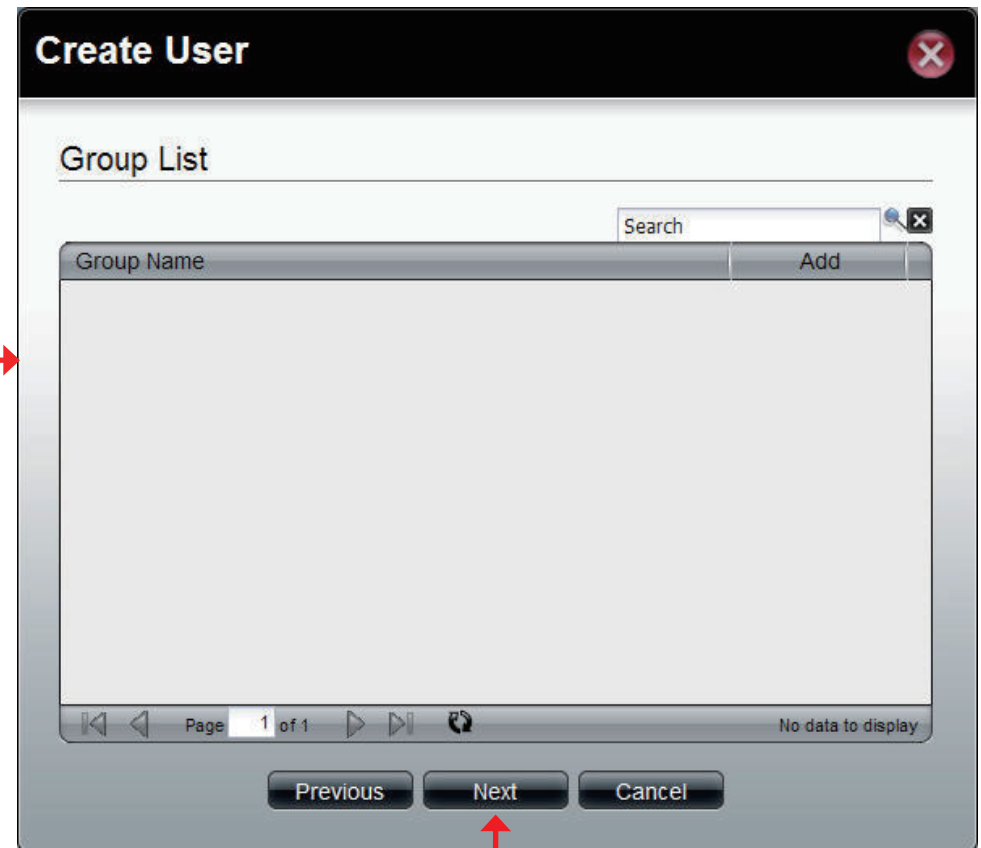 Create User
Group List
Search
Group Name Add
Page 1 of 1 No data to display
Previous Next Cancel